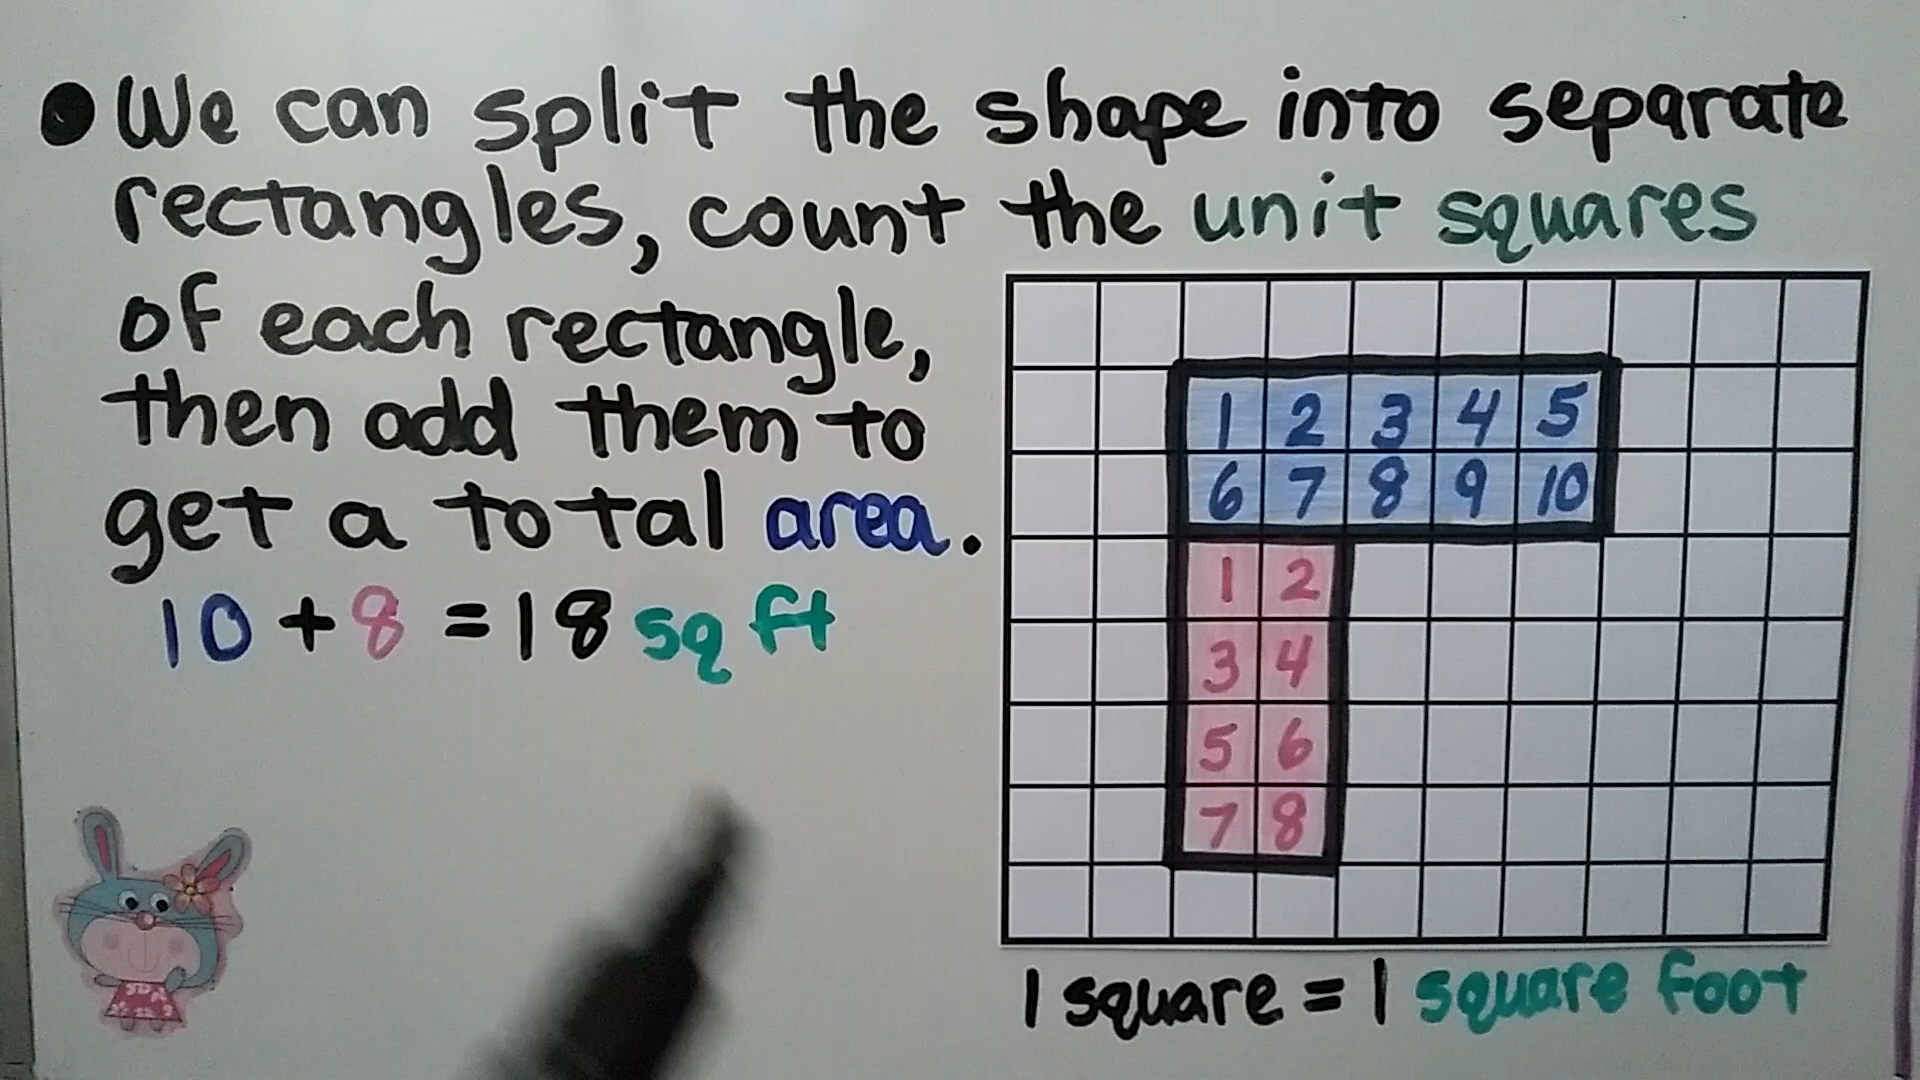 We can split the shape into separate
rectangles, count the unit squares
of each rectangle,
then add them to
get a total area.
10 + 8 = 18 sq ft
1 2 3 4 5
6 7 8 9 10
1 2
3 4
5 6
7 8
1 square = 1 square foot